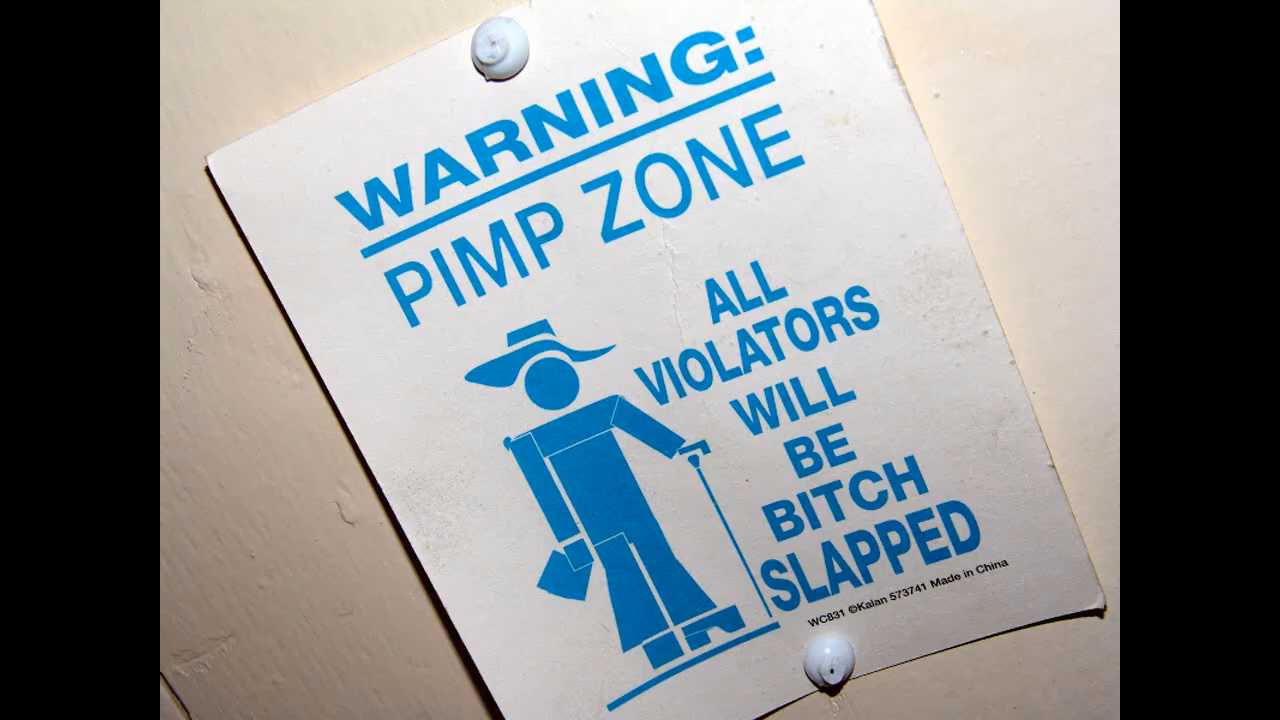 WARNING:
PIMP ZONE
ALL
VIOLATORS
WILL
BE
BITCH
SLAPPED
WC831 ©Kalan 573741 Made in China